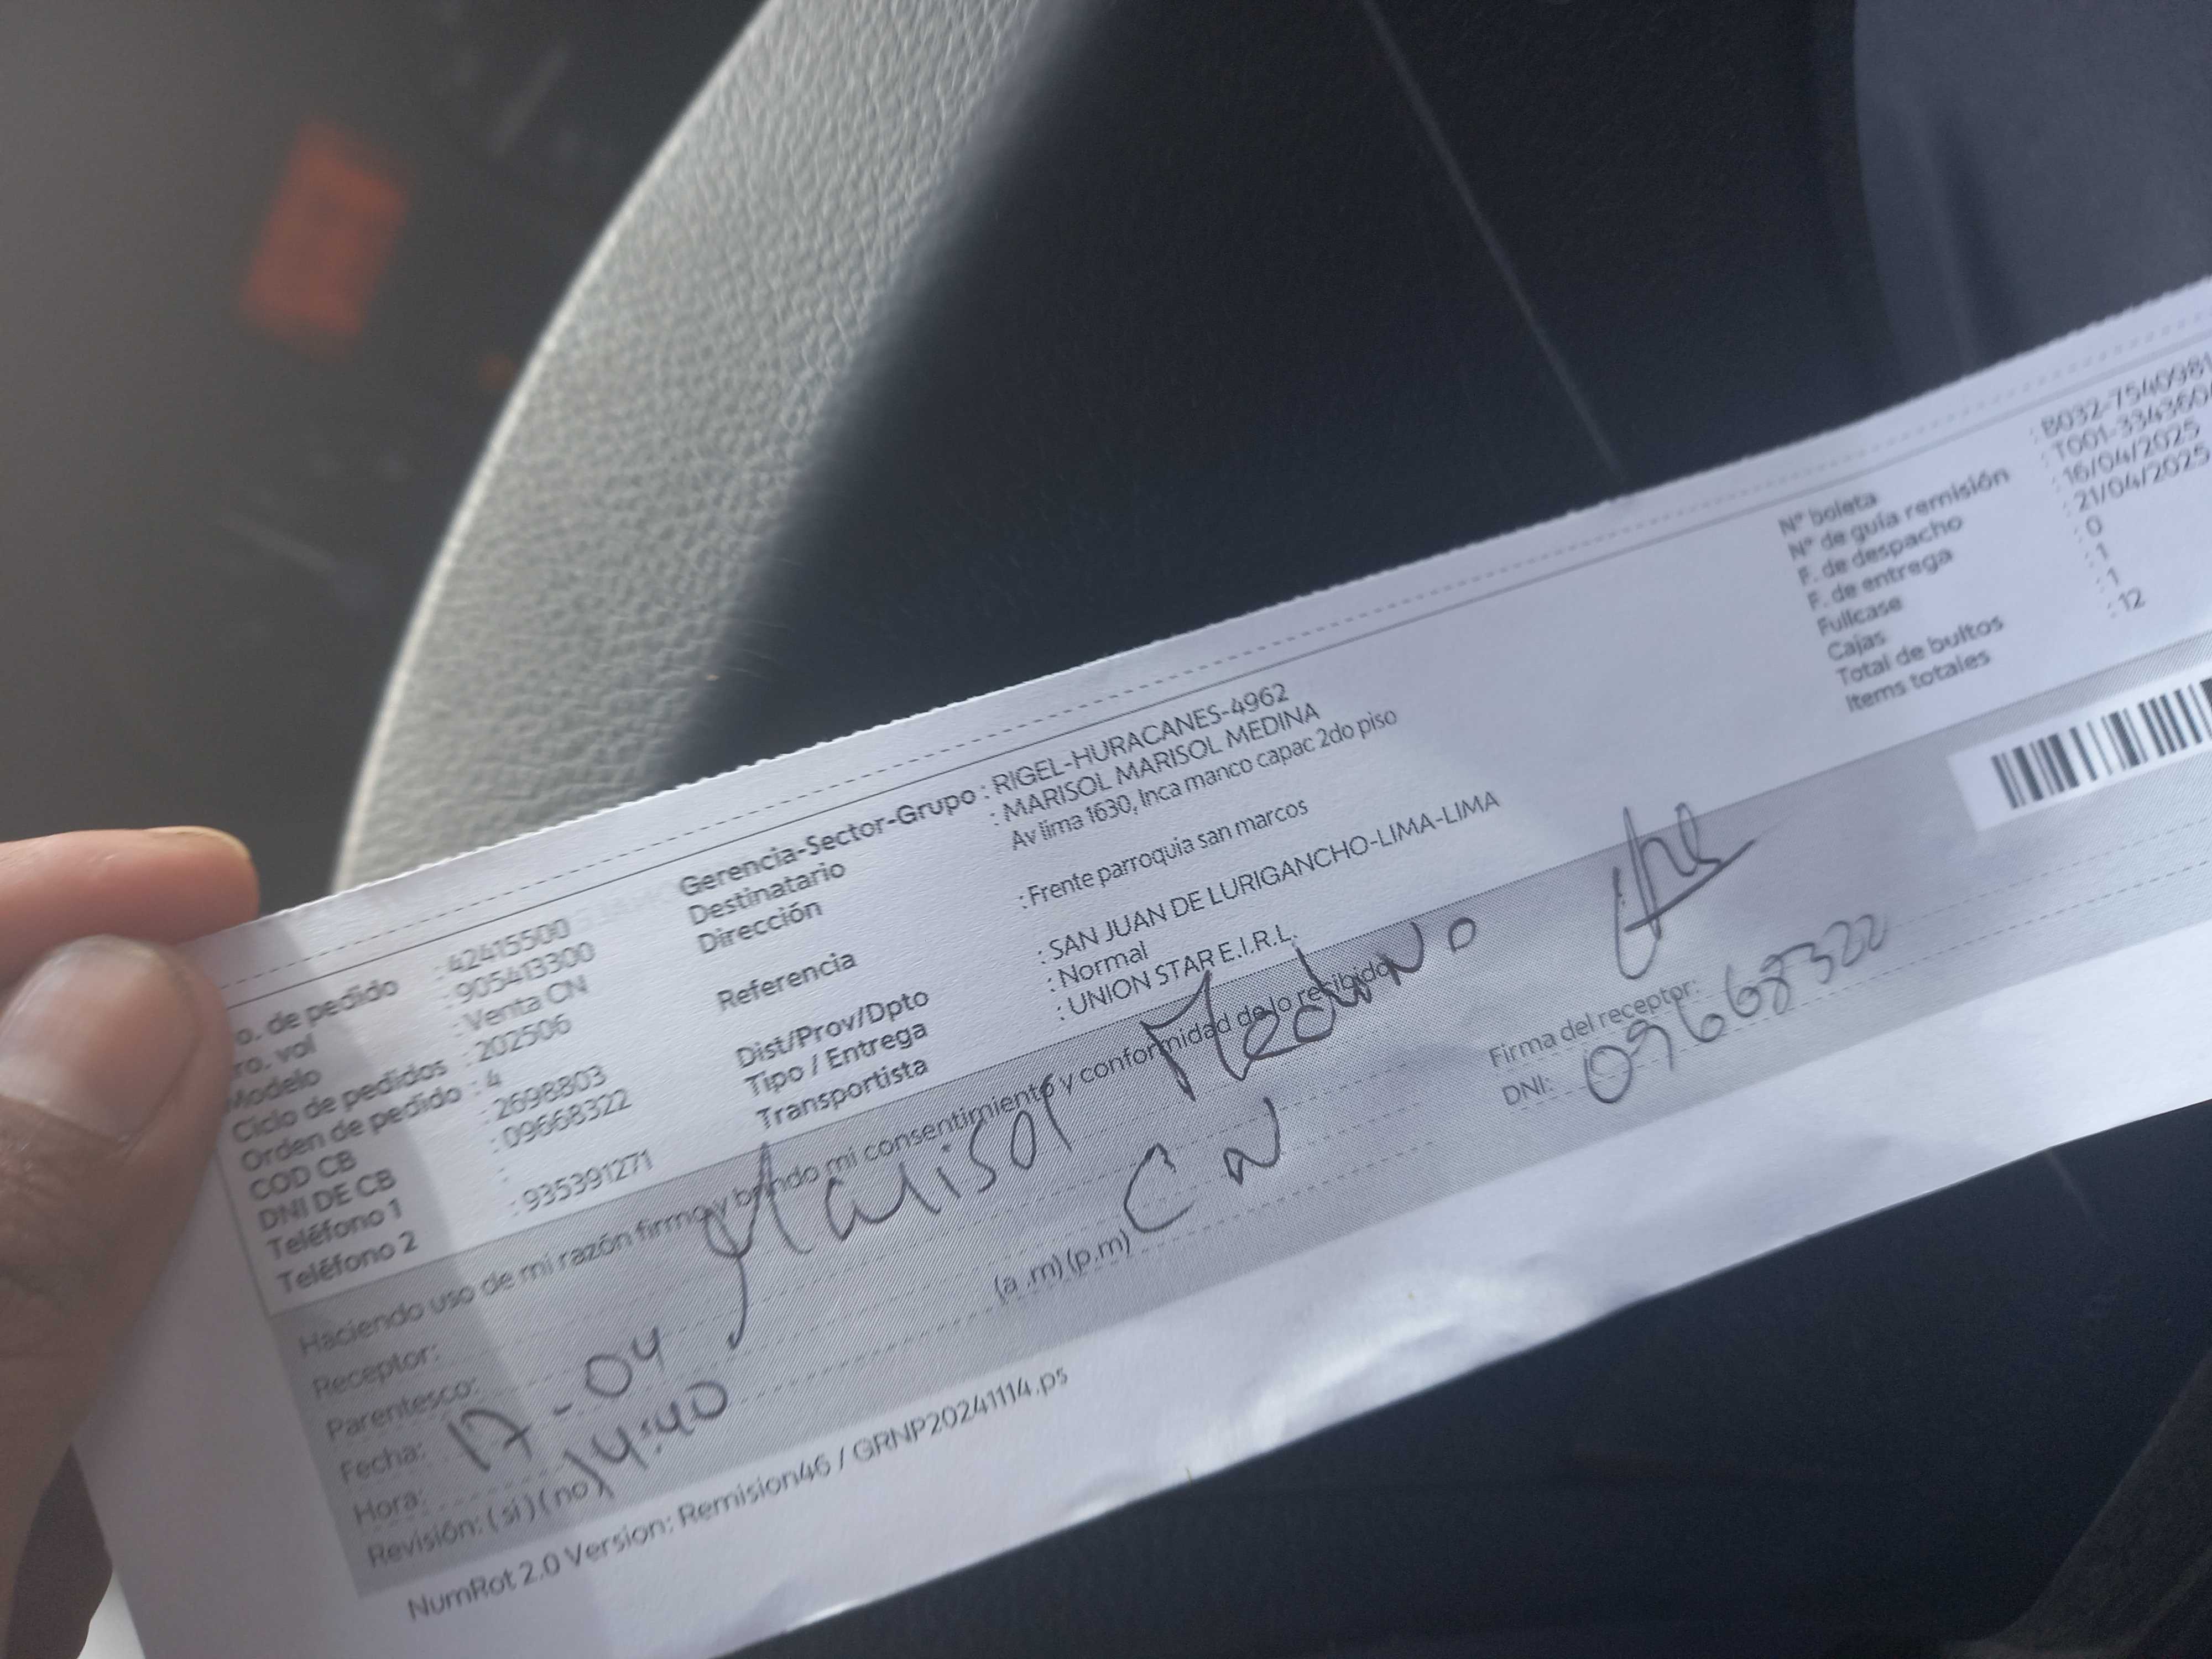 o. de pedido : 42415500
ro. vol : 905413300
Modelo : Venta CN
Ciclo de pedidos : 202506
Orden de pedido : 4
COD CB : 2698803
DNI DE CB : 09668322
Teléfono 1 :
Teléfono 2 : 935391271
Gerencia-Sector-Grupo : RIGEL-HURACANES-4962
Destinatario : MARISOL MARISOL MEDINA
Dirección Av lima 1630, Inca manco capac 2do piso
Referencia : Frente parroquia san marcos
Dist/Prov/Dpto : SAN JUAN DE LURIGANCHO-LIMA-LIMA
Tipo / Entrega : Normal
Transportista : UNION STAR E.I.R.L.
N° boleta : B032-7540981
N° de guía remisión : T001-334360
F. de despacho : 16/04/2025
F. de entrega : 21/04/2025
Fullcase : 0
Cajas : 1
Total de bultos : 1
Items totales : 12
Haciendo uso de mi razón firmo y brindo mi consentimiento y conformidad de lo recibido
Receptor: Marisol Medina
Parentesco: CN
Fecha: 17-04
Hora: 14:40 (a .m) (p.m)
Revisión: ( si ) ( no )
Firma del receptor:
DNI: 09668322
NumRot 2.0 Version: Remision46 / GRNP20241114.ps